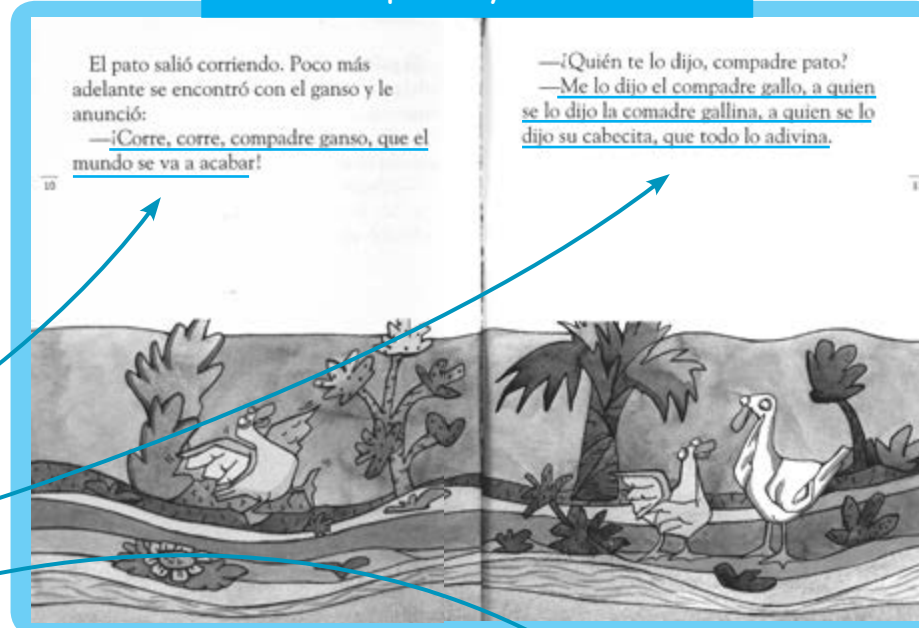 El pato salió corriendo. Poco más
adelante se encontró con el ganso y le
anunció:
—¡Corre, corre, compadre ganso, que el
mundo se va a acabar!
10
—¿Quién te lo dijo, compadre pato?
—Me lo dijo el compadre gallo, a quien
se lo dijo la comadre gallina, a quien se lo
dijo su cabecita, que todo lo adivina.